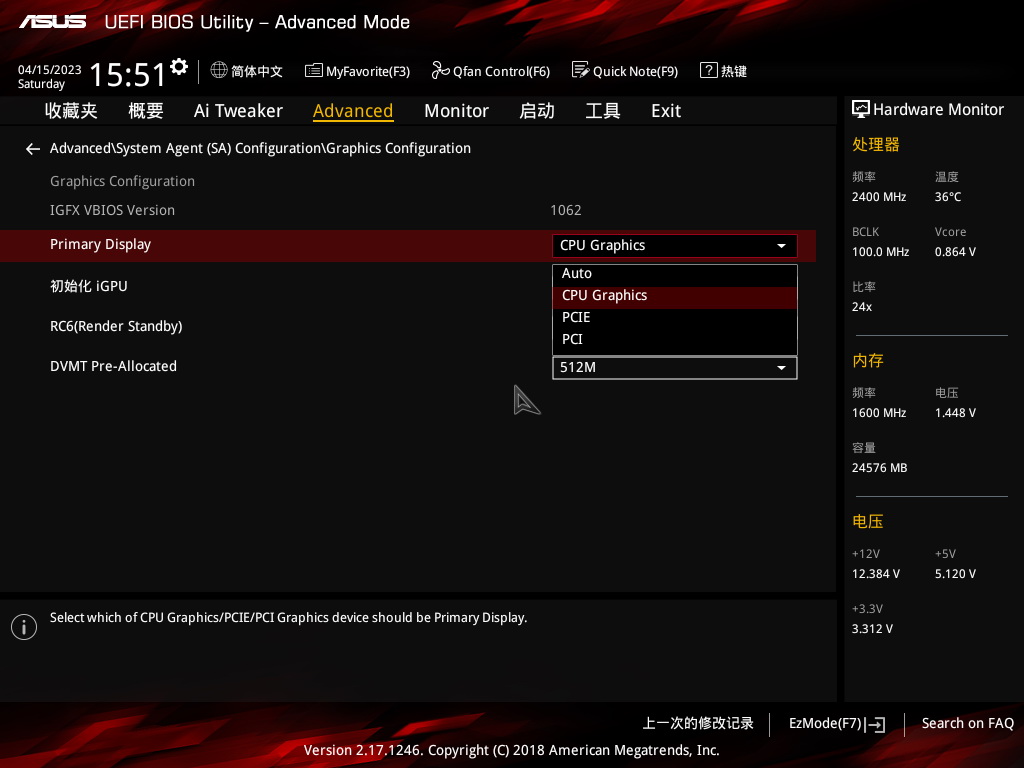 ASUS UEFI BIOS Utility – Advanced Mode
04/15/2023
Saturday
15:51
简体中文
MyFavorite(F3)
Qfan Control(F6)
Quick Note(F9)
? 热键
收藏夹 概要 Ai Tweaker Advanced Monitor 启动 工具 Exit
Advanced\System Agent (SA) Configuration\Graphics Configuration
Graphics Configuration
IGFX VBIOS Version 1062
Primary Display CPU Graphics
Auto
初始化 iGPU
CPU Graphics
PCIE
RC6(Render Standby)
PCI
DVMT Pre-Allocated 512M
Select which of CPU Graphics/PCIE/PCI Graphics device should be Primary Display.
Hardware Monitor
处理器
频率 温度
2400 MHz 36°C
BCLK Vcore
100.0 MHz 0.864 V
比率
24x
内存
频率 电压
1600 MHz 1.448 V
容量
24576 MB
电压
+12V +5V
12.384 V 5.120 V
+3.3V
3.312 V
上一次的修改记录 EzMode(F7) Search on FAQ
Version 2.17.1246. Copyright (C) 2018 American Megatrends, Inc.